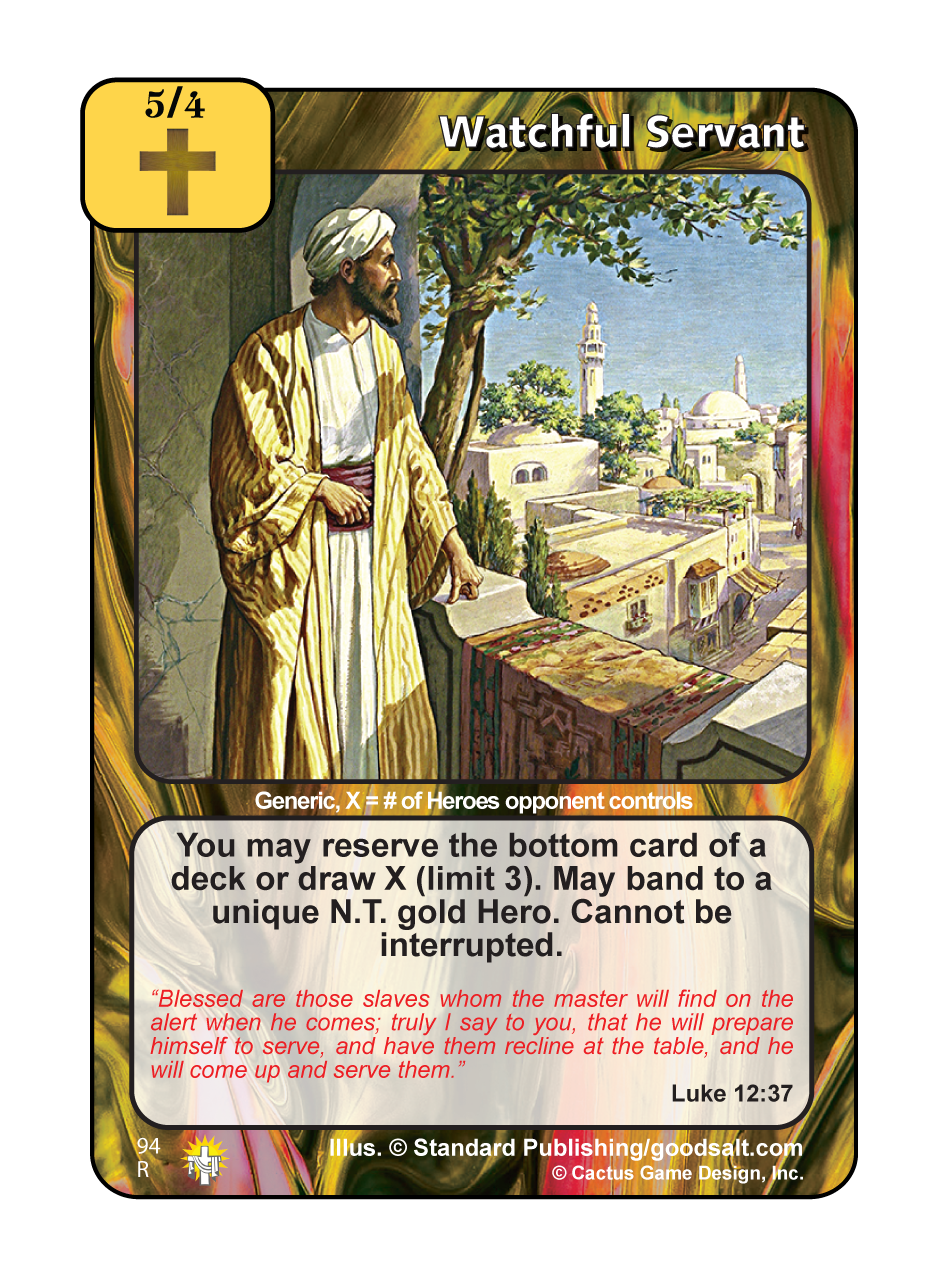 5/4
Watchful Servant
Generic, X = # of Heroes opponent controls
You may reserve the bottom card of a
deck or draw X (limit 3). May band to a
unique N.T. gold Hero. Cannot be
interrupted.
“Blessed are those slaves whom the master will find on the
alert when he comes; truly I say to you, that he will prepare
himself to serve, and have them recline at the table, and he
will come up and serve them.”
Luke 12:37
94
R
Illus. © Standard Publishing/goodsalt.com
© Cactus Game Design, Inc.